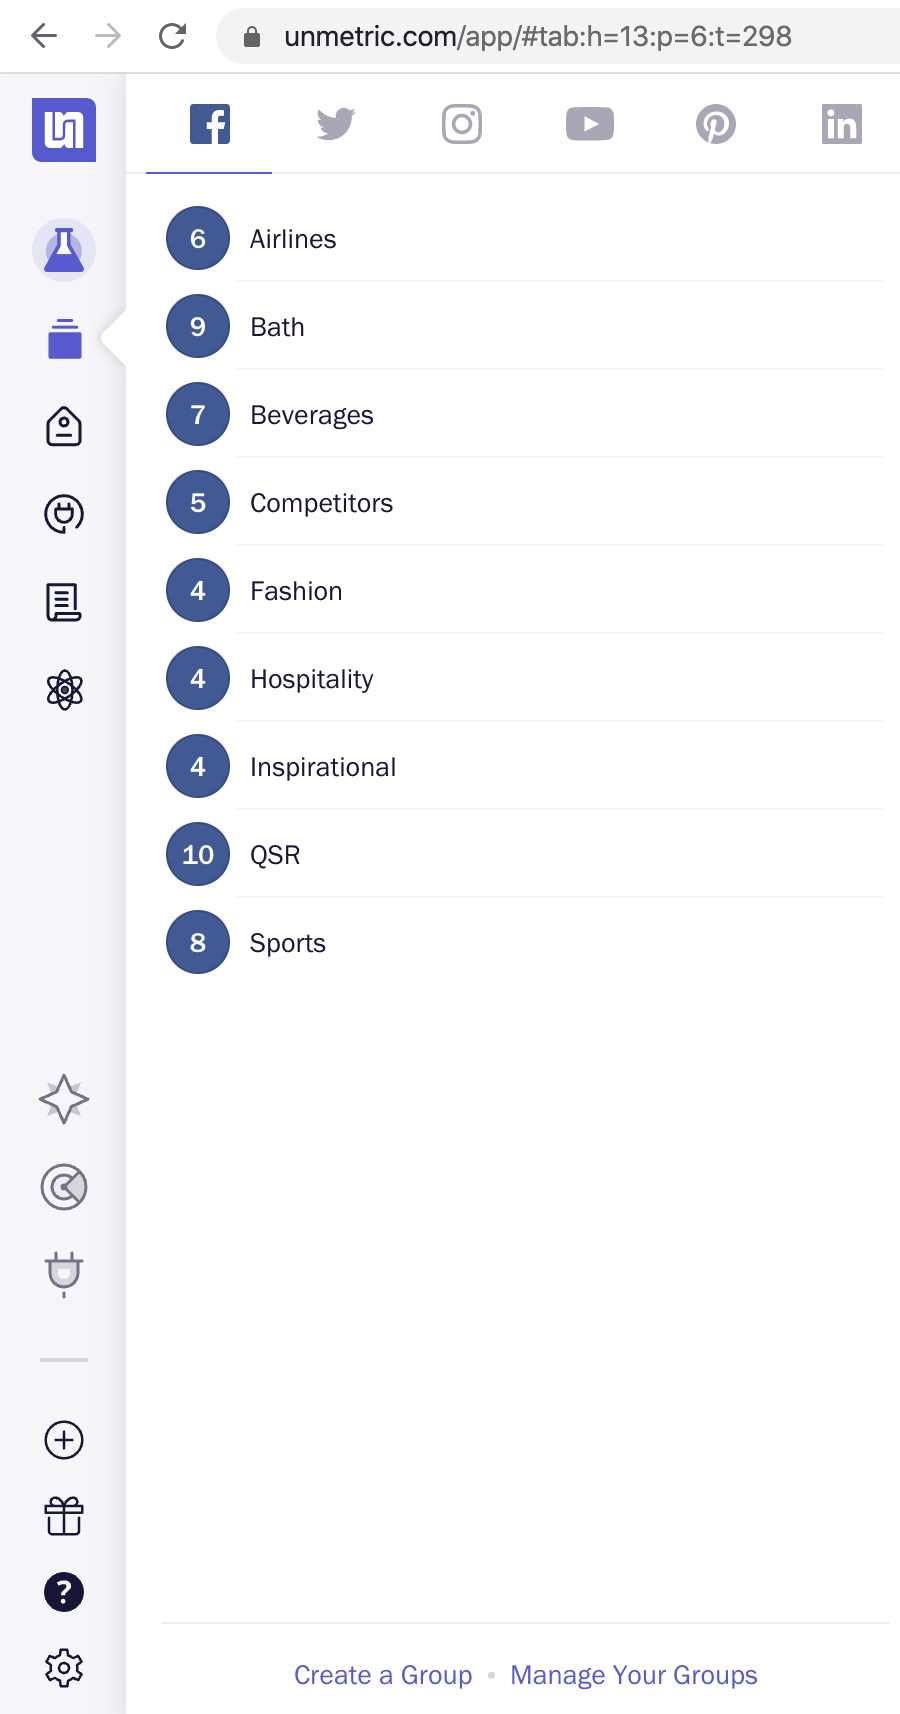 unmetric.com/app/#tab:h=13:p=6:t=298
6 Airlines
9 Bath
7 Beverages
5 Competitors
4 Fashion
4 Hospitality
4 Inspirational
10 QSR
8 Sports
?
Create a Group • Manage Your Groups